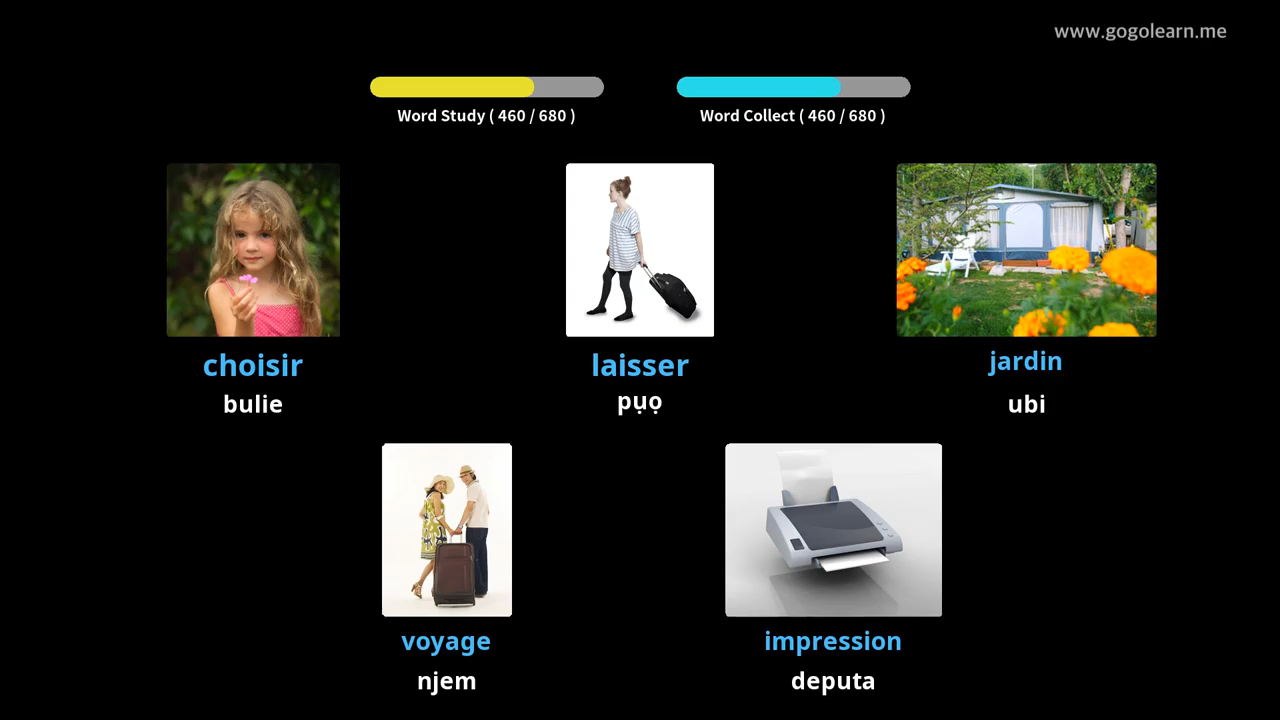 www.gogolearn.me
Word Study ( 460 / 680 )
Word Collect ( 460 / 680 )
choisir
bulie
laisser
pụọ
jardin
ubi
voyage
njem
impression
deputa